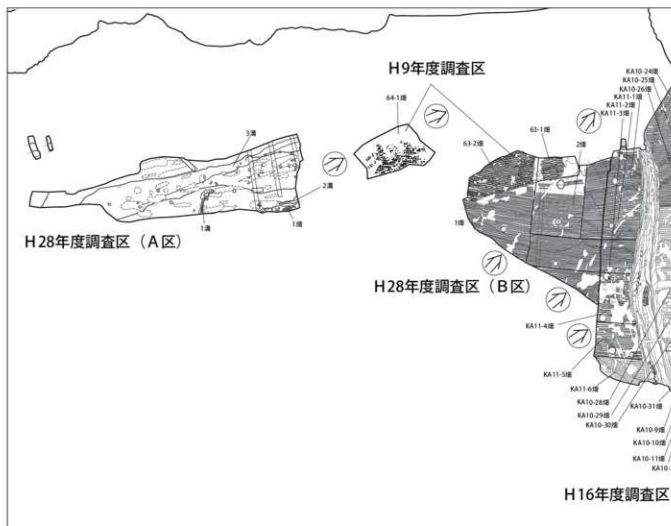 KA10-24畑
KA10-25畑
KA10-26畑
KA11-1畑
KA11-2畑
KA11-3畑
H9年度調査区
64-1畑
63-1畑
63-2畑
2畑
3溝
2溝
1溝
1畑
1畑
H28年度調査区(A区)
H28年度調査区(B区)
KA11-4畑
KA11-5畑
KA11-6畑
KA10-28畑
KA10-29畑
KA10-30畑
KA10-31畑
KA10-9畑
KA10-10畑
KA10-11畑
H16年度調査区